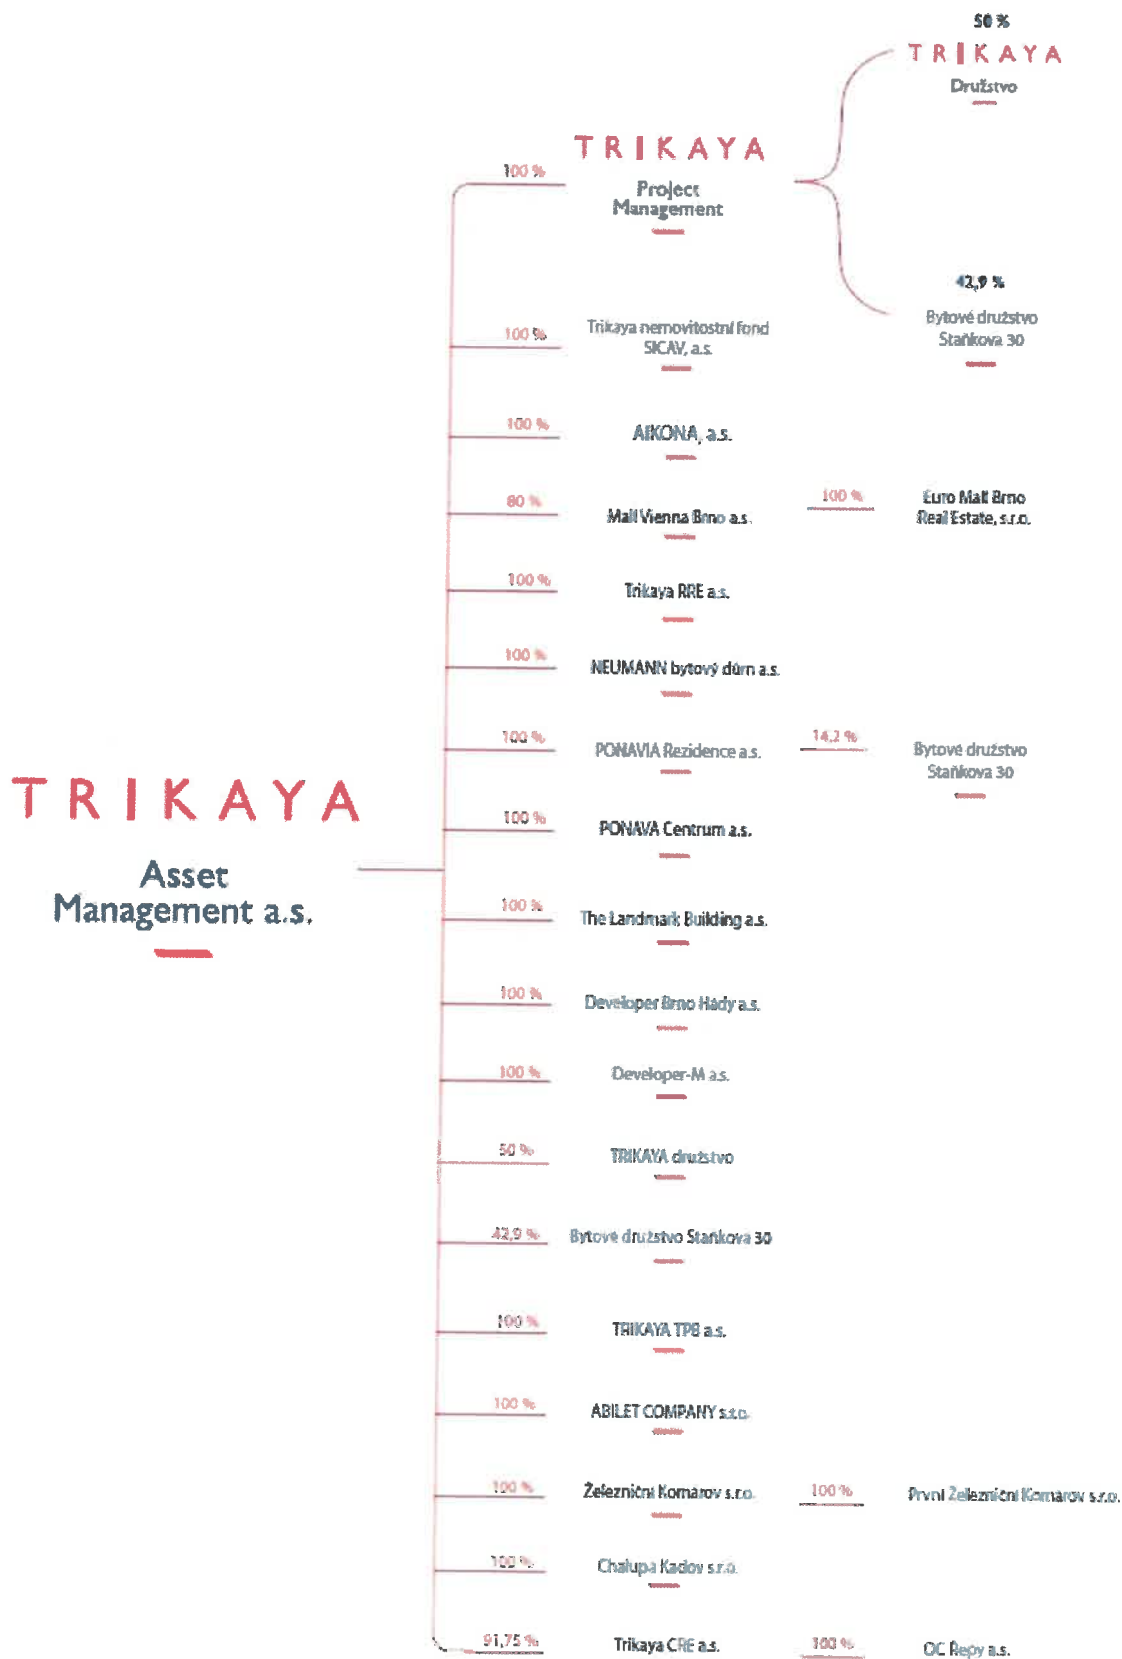 50 %
TRIKAYA
Družstvo
TRIKAYA
100 %
Project
Management
42,9 %
Bytové družstvo
Staňkova 30
100 %
Trikaya nemovitostní fond
SICAV, a.s.
100 %
AIKONA, a.s.
80 %
Mall Vienna Brno a.s.
100 %
Euro Mall Brno
Real Estate, s.r.o.
100 %
Trikaya RRE a.s.
100 %
NEUMANN bytový dům a.s.
100 %
PONAVIA Rezidence a.s.
14,2 %
Bytové družstvo
Staňkova 30
TRIKAYA
Asset
Management a.s.
100 %
PONAVA Centrum a.s.
100 %
The Landmark Building a.s.
100 %
Developer Brno Hády a.s.
100 %
Developer-M a.s.
50 %
TRIKAYA družstvo
42,9 %
Bytové družstvo Staňkova 30
100 %
TRIKAYA TPB a.s.
100 %
ABILET COMPANY s.r.o.
100 %
Železniční Komárov s.r.o.
100 %
První Železniční Komárov s.r.o.
100 %
Chalupa Kadov s.r.o.
91,75 %
Trikaya CRE a.s.
100 %
OC Řepy a.s.